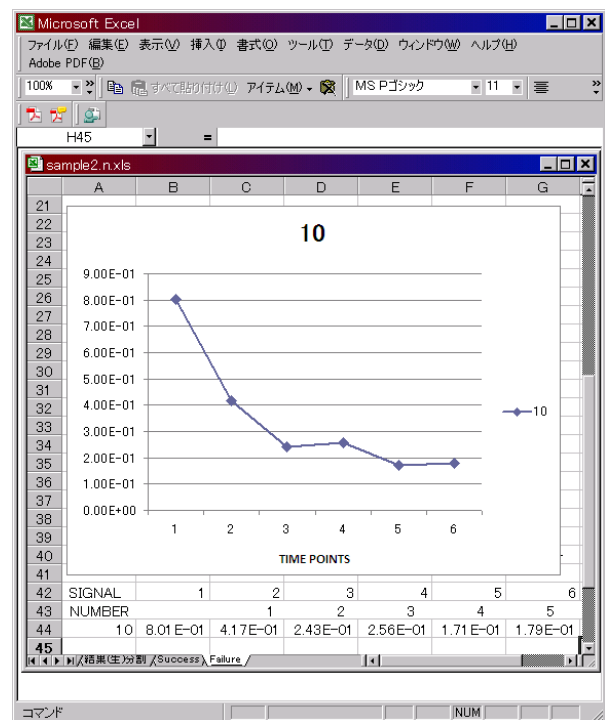 Microsoft Excel
ファイル(F) 編集(E) 表示(V) 挿入(I) 書式(O) ツール(T) データ(D) ウィンドウ(W) ヘルプ(H)
Adobe PDF(B)
100% すべて貼り付け(L) アイテム(M) MS Pゴシック 11
H45 =
sample2.n.xls
A B C D E F G
21
22
23
24
25
26
27
28
29
30
31
32
33
34
35
36
37
38
39
40
41
10
9.00E-01
8.00E-01
7.00E-01
6.00E-01
5.00E-01
4.00E-01
3.00E-01
2.00E-01
1.00E-01
0.00E+00
1 2 3 4 5 6
TIME POINTS
10
42 SIGNAL 1 2 3 4 5 6
43 NUMBER 1 2 3 4 5
44 10 8.01E-01 4.17E-01 2.43E-01 2.56E-01 1.71E-01 1.79E-01
45
結果(生)分割 Success Failure
コマンド NUM